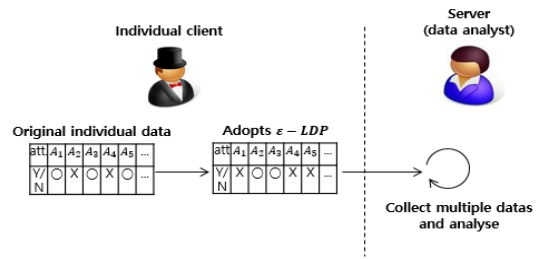 Individual client
Server
(data analyst)
Original individual data
att. A₁ A₂ A₃ A₄ A₅ ...
Y/N ○ X ○ X ○ ...
Adopts ε − LDP
att. A₁ A₂ A₃ A₄ A₅ ...
Y/N X ○ ○ X X ...
Collect multiple datas
and analyse